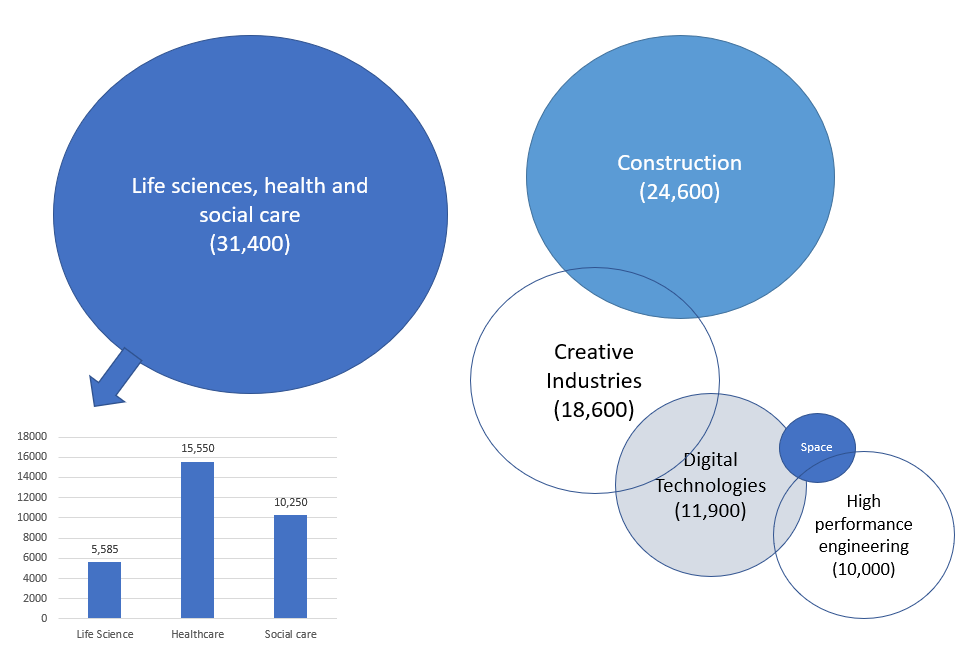 Life sciences, health and
social care
(31,400)
Construction
(24,600)
Creative
Industries
(18,600)
Digital
Technologies
(11,900)
Space
High
performance
engineering
(10,000)
18000
16000
14000
12000
10000
8000
6000
4000
2000
0
5,585
15,550
10,250
Life Science
Healthcare
Social care